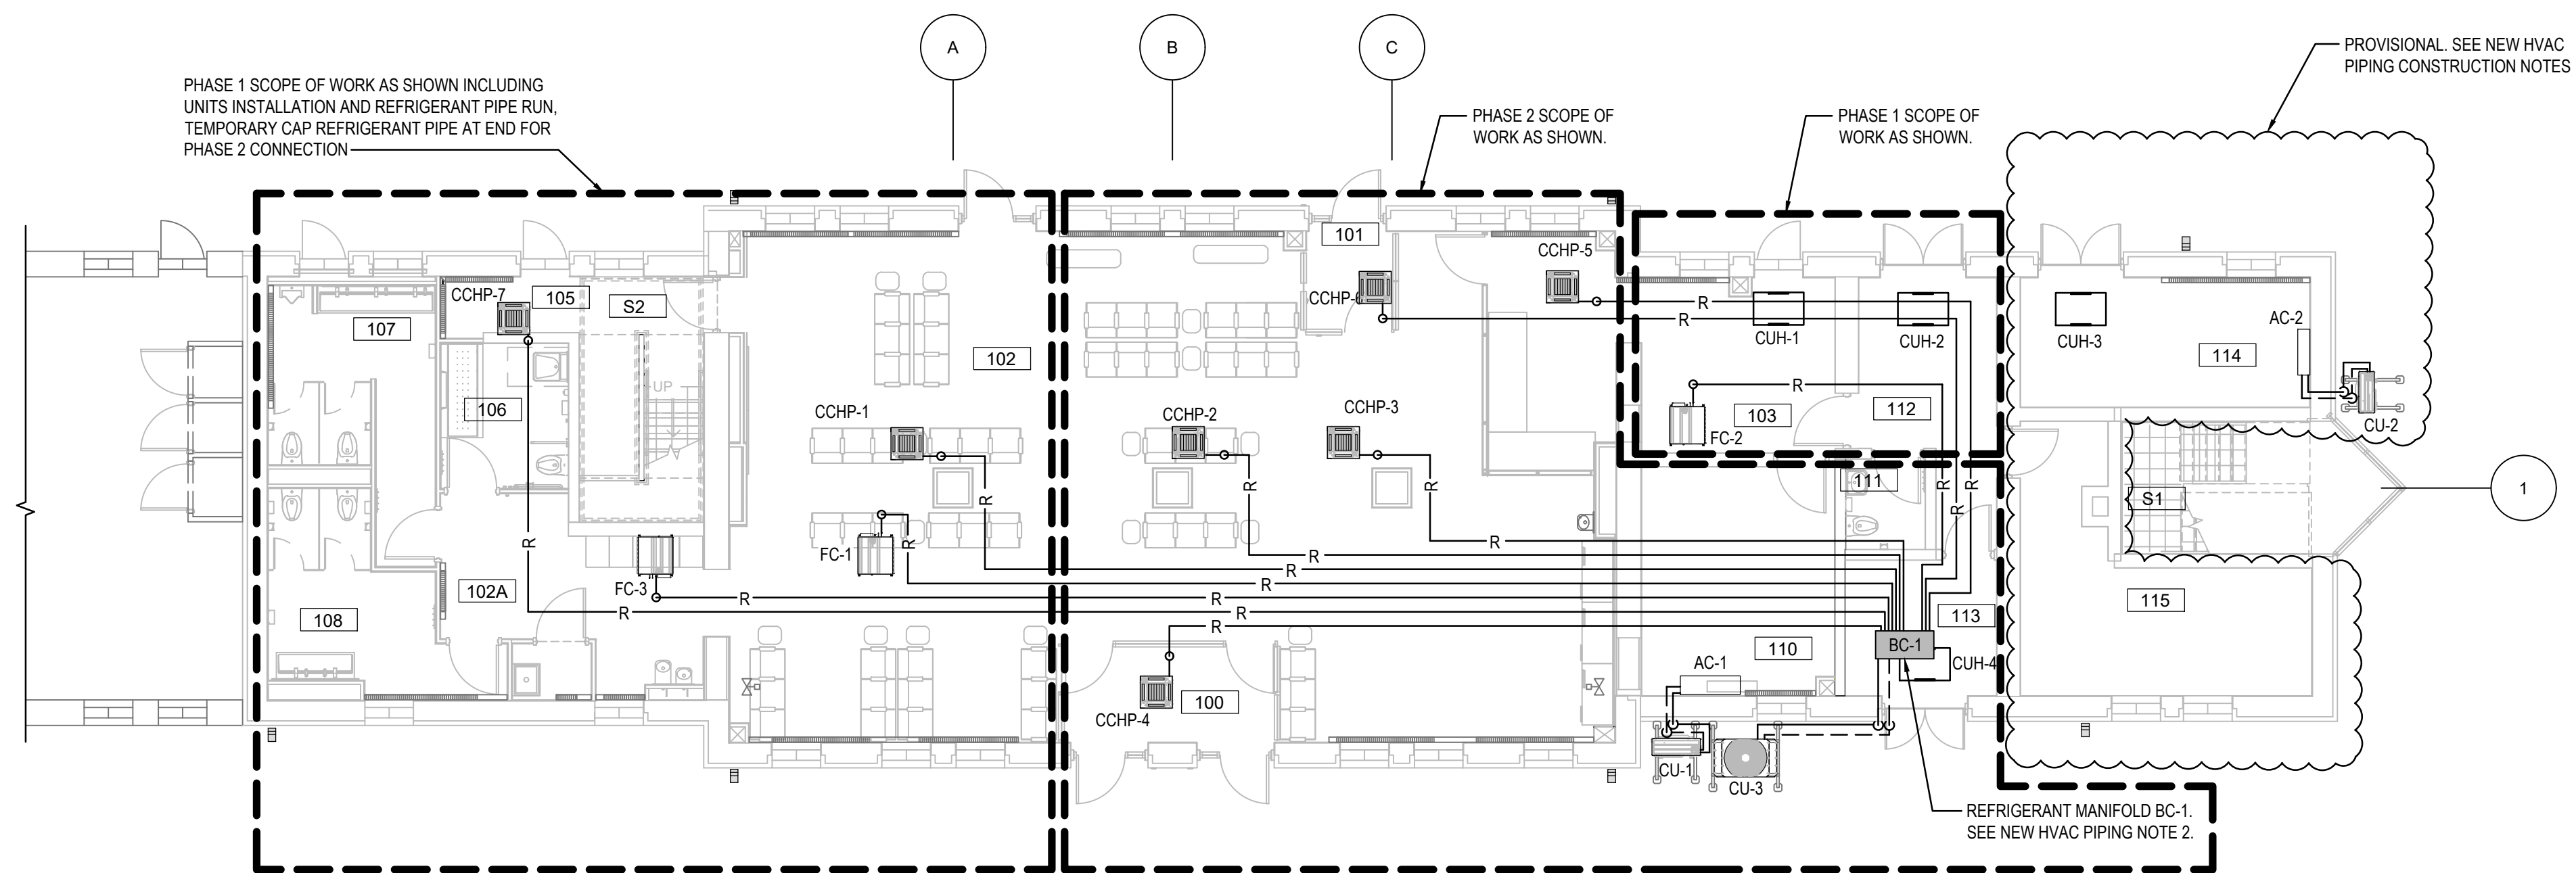 A
B
C
PROVISIONAL. SEE NEW HVAC
PIPING CONSTRUCTION NOTES
PHASE 1 SCOPE OF WORK AS SHOWN INCLUDING
UNITS INSTALLATION AND REFRIGERANT PIPE RUN,
TEMPORARY CAP REFRIGERANT PIPE AT END FOR
PHASE 2 CONNECTION
PHASE 2 SCOPE OF
WORK AS SHOWN.
PHASE 1 SCOPE OF
WORK AS SHOWN.
101
CCHP-5
CCHP-7
105
S2
CCHP-6
R
R
107
CUH-1
CUH-2
CUH-3
AC-2
102
114
UP
R
106
CCHP-1
CCHP-2
CCHP-3
103
112
FC-2
CU-2
111
S1
1
R
R
R
R
R
R
R
R
R
R
FC-1
R
R
R
FC-3
102A
R
R
R
115
R
R
R
108
113
BC-1
110
AC-1
CUH-4
100
CCHP-4
CU-1
CU-3
REFRIGERANT MANIFOLD BC-1.
SEE NEW HVAC PIPING NOTE 2.